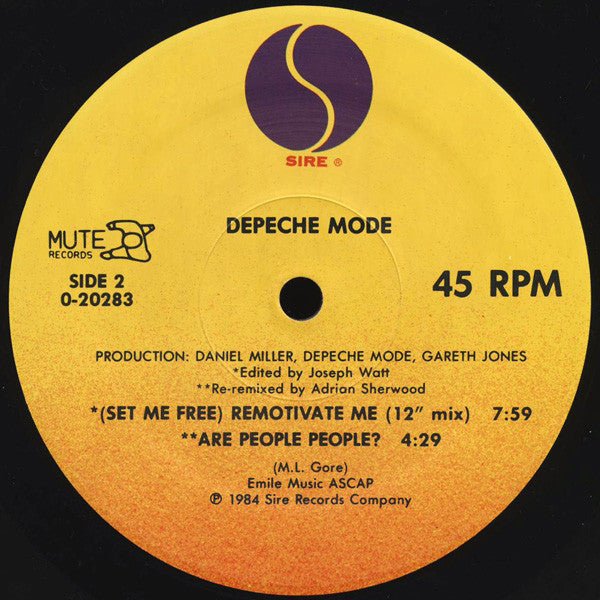 SIRE ®
DEPECHE MODE
MUTE
RECORDS
SIDE 2
0-20283
45 RPM
PRODUCTION: DANIEL MILLER, DEPECHE MODE, GARETH JONES
*Edited by Joseph Watt
**Re-remixed by Adrian Sherwood
*(SET ME FREE) REMOTIVATE ME (12” mix) 7:59
**ARE PEOPLE PEOPLE? 4:29
(M.L. Gore)
Emile Music ASCAP
℗ 1984 Sire Records Company